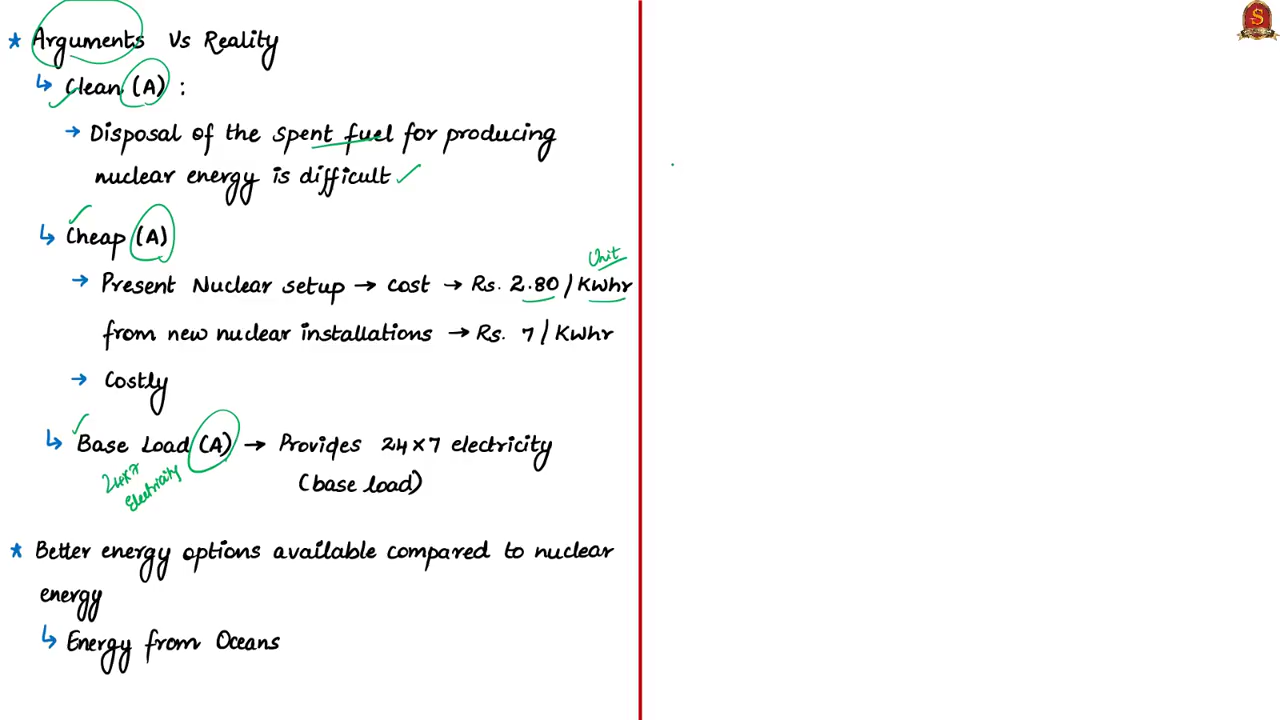 * Arguments Vs Reality
↳ Clean (A) :
→ Disposal of the spent fuel for producing
nuclear energy is difficult ✓
↳ Cheap (A)
Unit
→ Present Nuclear setup → cost → Rs. 2.80 / KWhr
from new nuclear installations → Rs. 7 / KWhr
→ Costly
↳ Base Load (A) → Provides 24 × 7 electricity
24×7
Electricity
(base load)
* Better energy options available compared to nuclear
energy
↳ Energy from Oceans
S